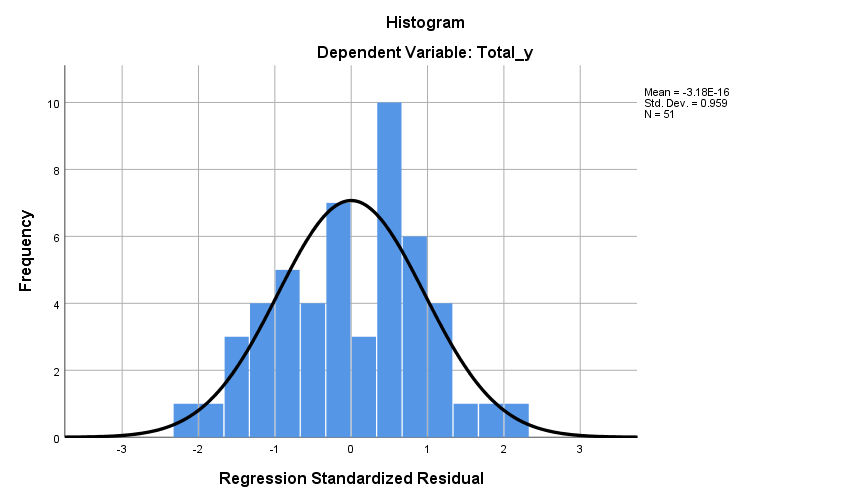 Histogram
Dependent Variable: Total_y
Mean = -3.18E-16
Std. Dev. = 0.959
N = 51
Frequency
10
8
6
4
2
0
-3 -2 -1 0 1 2 3
Regression Standardized Residual